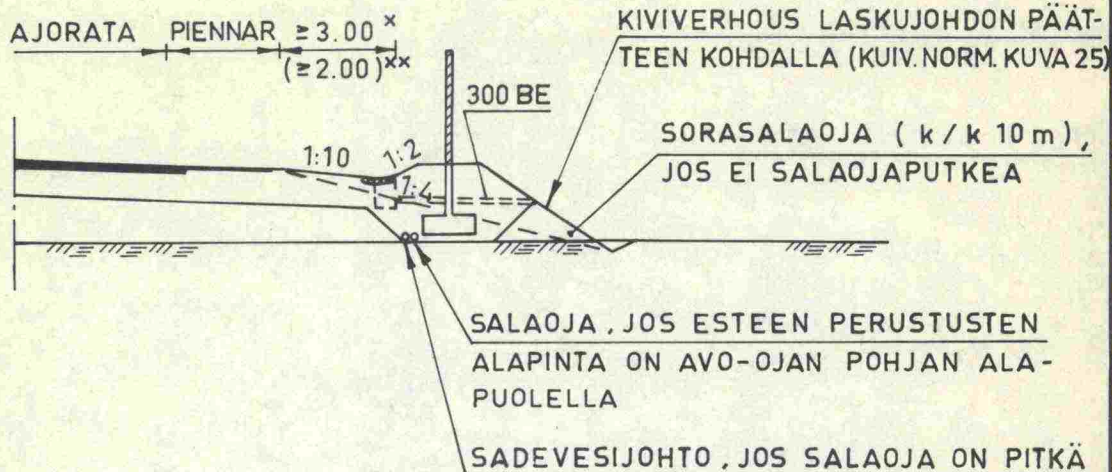 AJORATA PIENNAR ≥ 3.00 x
(≥ 2.00) xx
KIVIVERHOUS LASKUJOHDON PÄÄT-
TEEN KOHDALLA (KUIV. NORM. KUVA 25)
300 BE
SORASALAOJA ( k / k 10 m ),
JOS EI SALAOJAPUTKEA
1:10
1:2
1:4
SALAOJA , JOS ESTEEN PERUSTUSTEN
ALAPINTA ON AVO-OJAN POHJAN ALA-
PUOLELLA
SADEVESIJOHTO , JOS SALAOJA ON PITKÄ